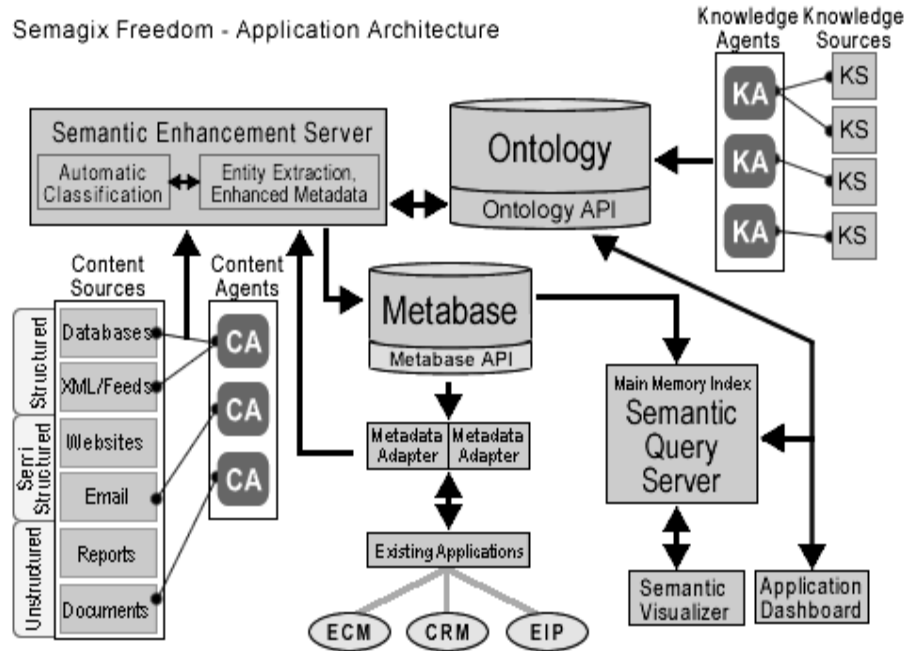 Semagix Freedom - Application Architecture
Knowledge Agents
Knowledge Sources
KA
KA
KA
KS
KS
KS
KS
Semantic Enhancement Server
Automatic
Classification
Entity Extraction,
Enhanced Metadata
Ontology
Ontology API
Content
Sources
Content
Agents
Structured
Semi
Structured
Unstructured
Databases
XML/Feeds
Websites
Email
Reports
Documents
CA
CA
CA
Metabase
Metabase API
Metadata
Adapter
Metadata
Adapter
Existing Applications
ECM
CRM
EIP
Main Memory Index
Semantic
Query
Server
Semantic
Visualizer
Application
Dashboard